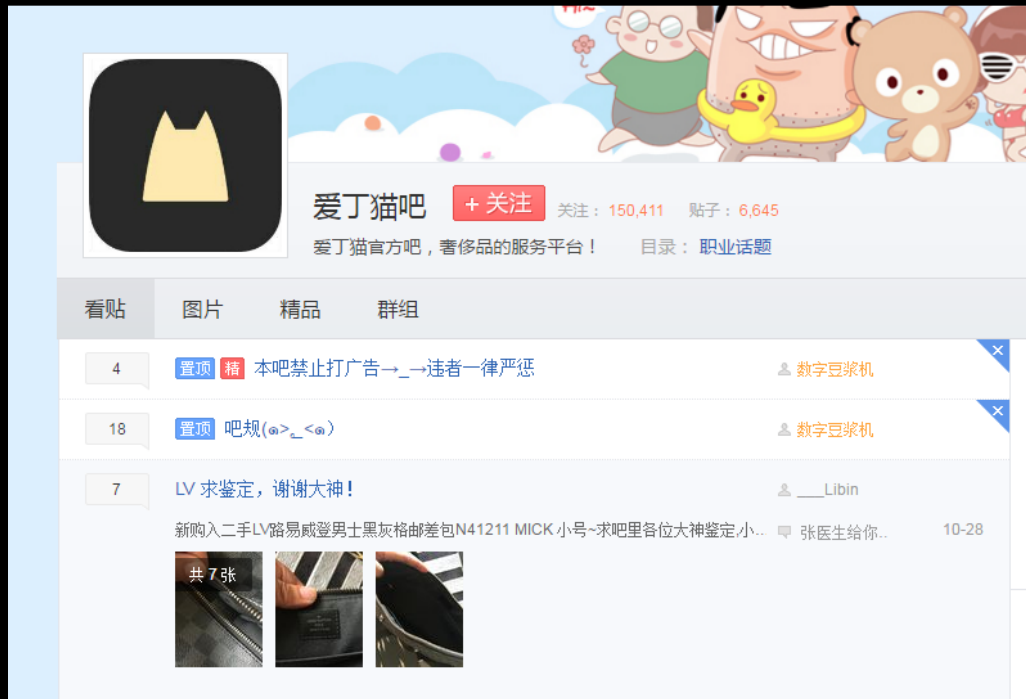 爱丁猫吧 + 关注 关注： 150,411 贴子： 6,645
爱丁猫官方吧，奢侈品的服务平台！ 目录： 职业话题
看贴 图片 精品 群组
4 置顶 精 本吧禁止打广告→_→违者一律严惩 数字豆浆机
18 置顶 吧规(๑>؂<๑） 数字豆浆机
7 LV 求鉴定，谢谢大神！ ___Libin
新购入二手LV路易威登男士黑灰格邮差包N41211 MICK 小号~求吧里各位大神鉴定,小... 张医生给你.. 10-28
共 7 张